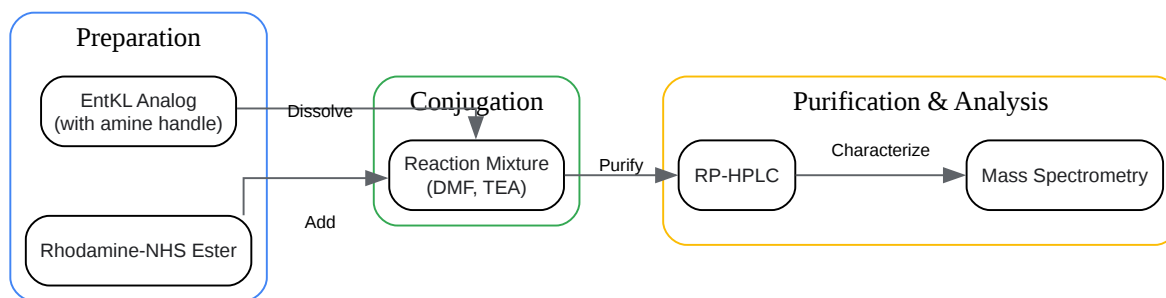 Preparation
EntKL Analog
(with amine handle)
Rhodamine-NHS Ester
Dissolve
Add
Conjugation
Reaction Mixture
(DMF, TEA)
Purify
Purification & Analysis
RP-HPLC
Characterize
Mass Spectrometry